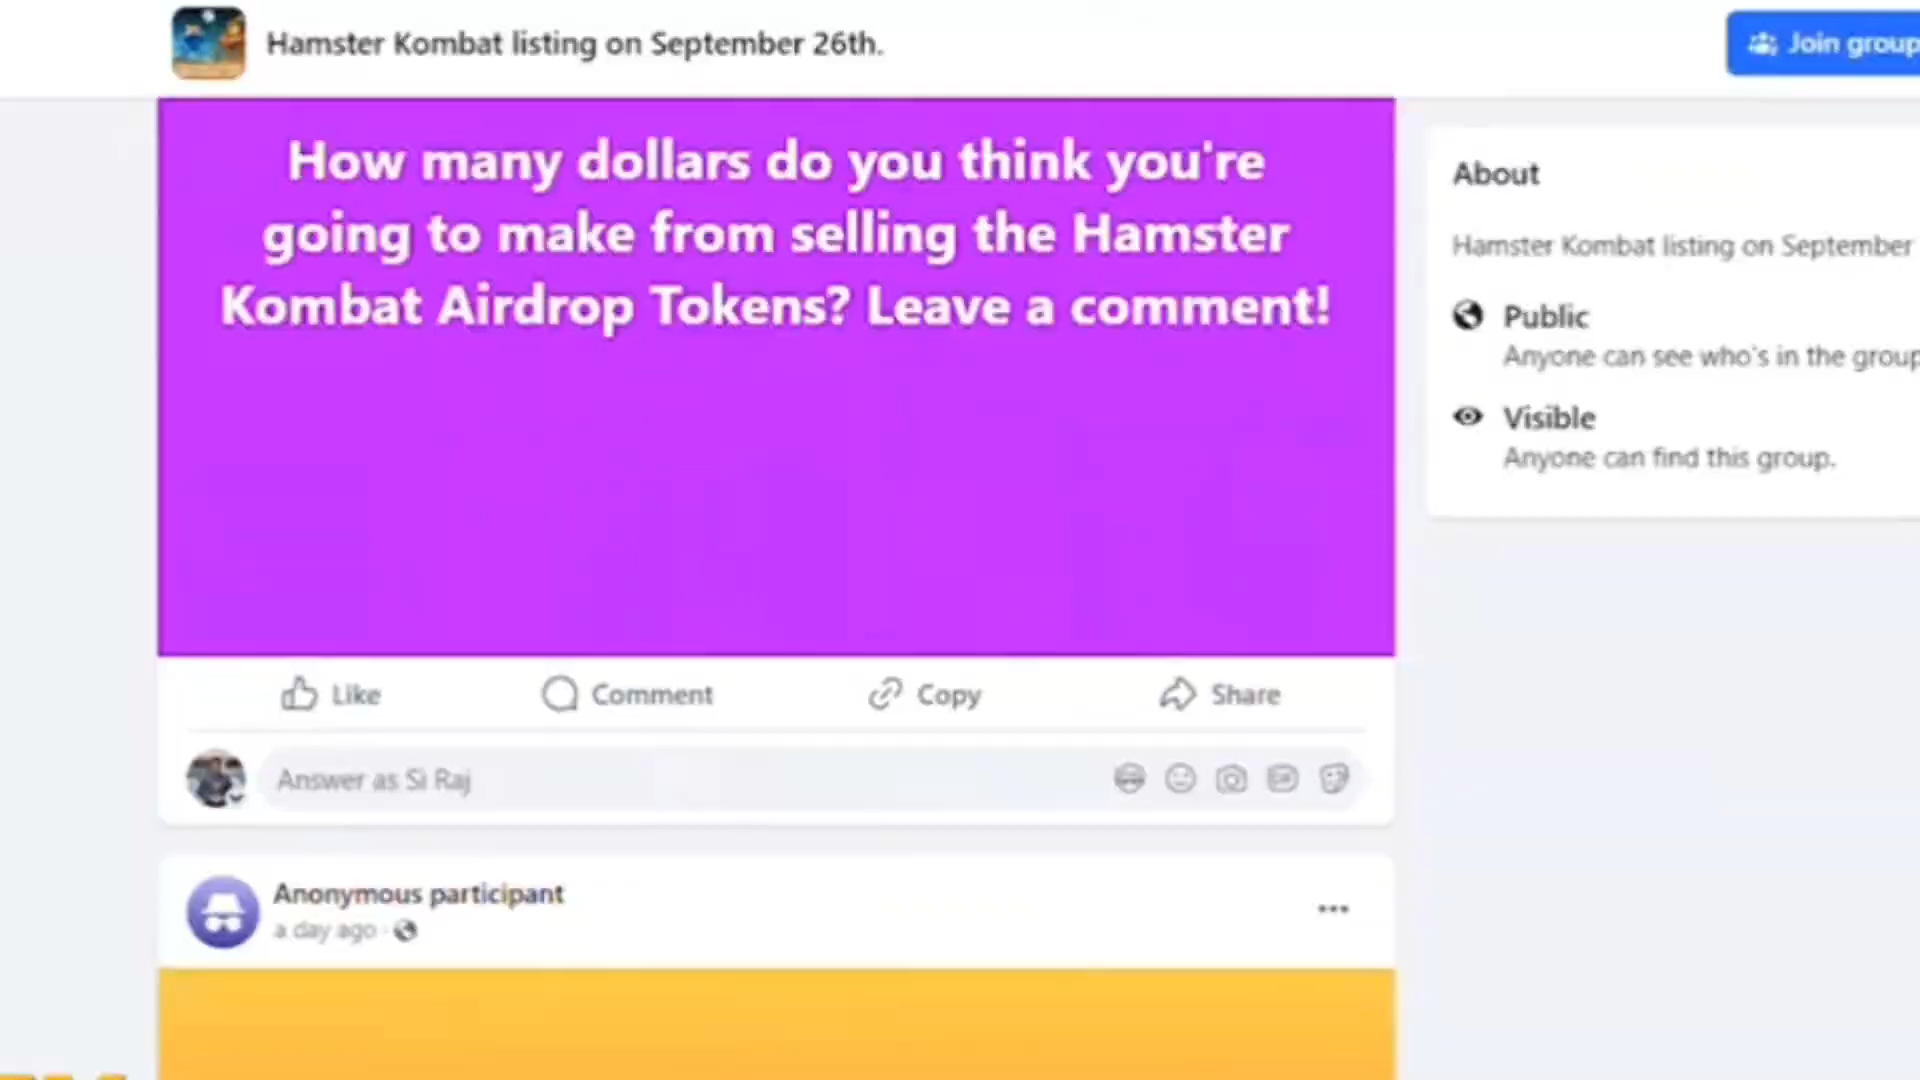 Hamster Kombat listing on September 26th.
Join group
How many dollars do you think you're
going to make from selling the Hamster
Kombat Airdrop Tokens? Leave a comment!
About
Hamster Kombat listing on September
Public
Anyone can see who's in the group
Visible
Anyone can find this group.
Like
Comment
Copy
Share
Answer as Si Raj
Anonymous participant
a day ago ·